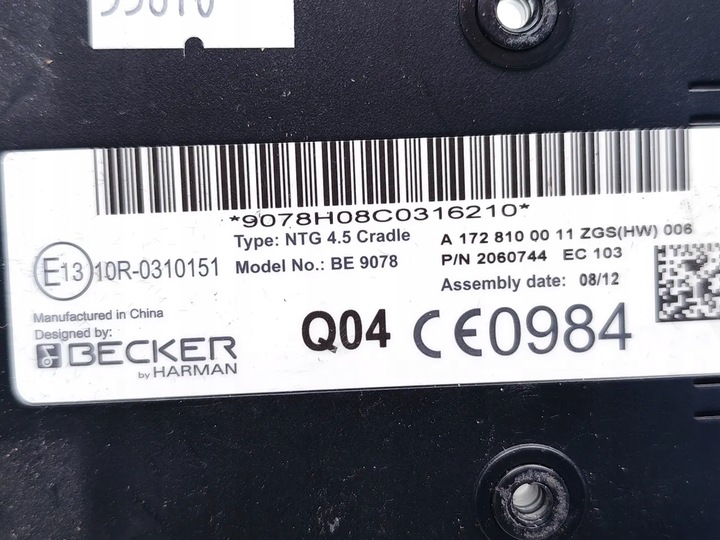 *9078H08C0316210*
Type: NTG 4.5 Cradle
A 172 810 00 11 ZGS(HW) 006
E13 10R-0310151
Model No.: BE 9078
P/N 2060744 EC 103
Assembly date: 08/12
Manufactured in China
Designed by:
BECKER
by HARMAN
Q04
CE0984